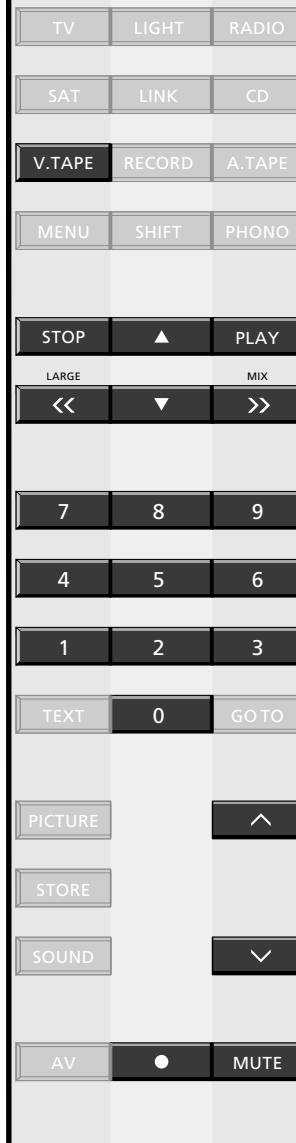 TV LIGHT RADIO
SAT LINK CD
V.TAPE RECORD A.TAPE
MENU SHIFT PHONO
STOP ▲ PLAY
LARGE MIX
<< ▼ >>
7 8 9
4 5 6
1 2 3
TEXT 0 GO TO
PICTURE
STORE
SOUND
AV ● MUTE